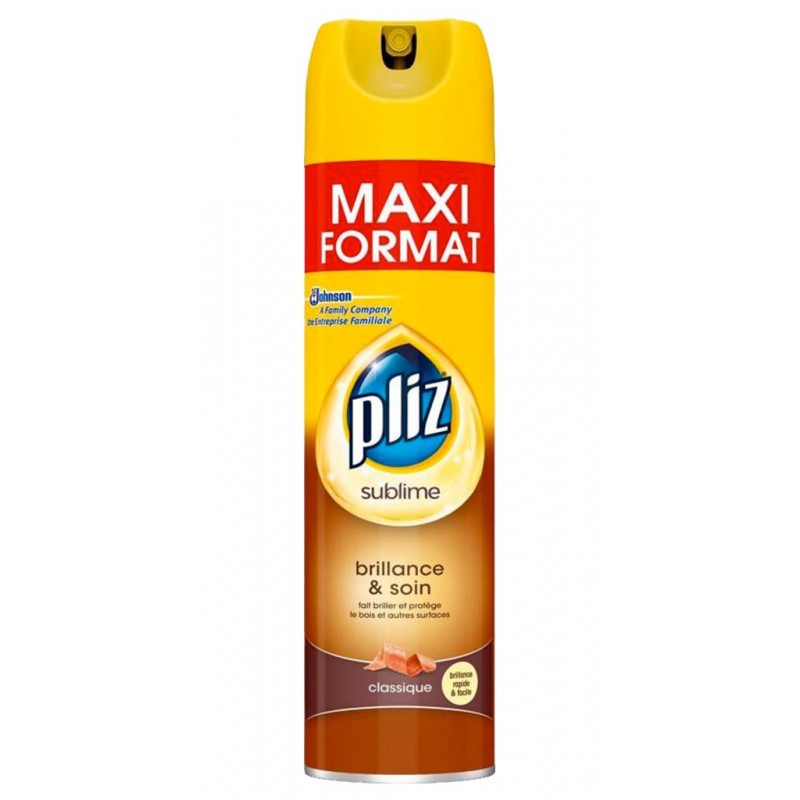 MAXI
FORMAT
Johnson
A Family Company
Une Entreprise Familiale
pliz®
sublime
brillance
& soin
fait briller et protège
le bois et autres surfaces
classique
brillance
rapide
& facile